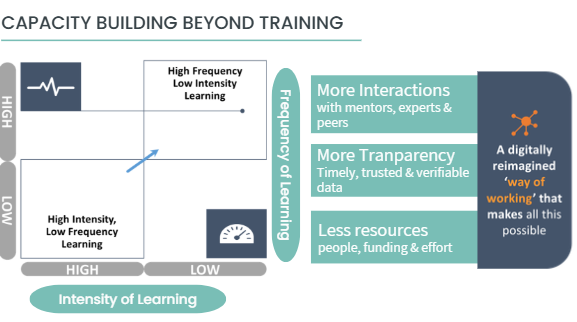 CAPACITY BUILDING BEYOND TRAINING
HIGH
LOW
High Frequency
Low Intensity
Learning
High Intensity,
Low Frequency
Learning
HIGH
LOW
Intensity of Learning
Frequency of Learning
More Interactions
with mentors, experts &
peers
More Tranparency
Timely, trusted & verifiable
data
Less resources
people, funding & effort
A digitally
reimagined
‘way of
working’ that
makes all this
possible